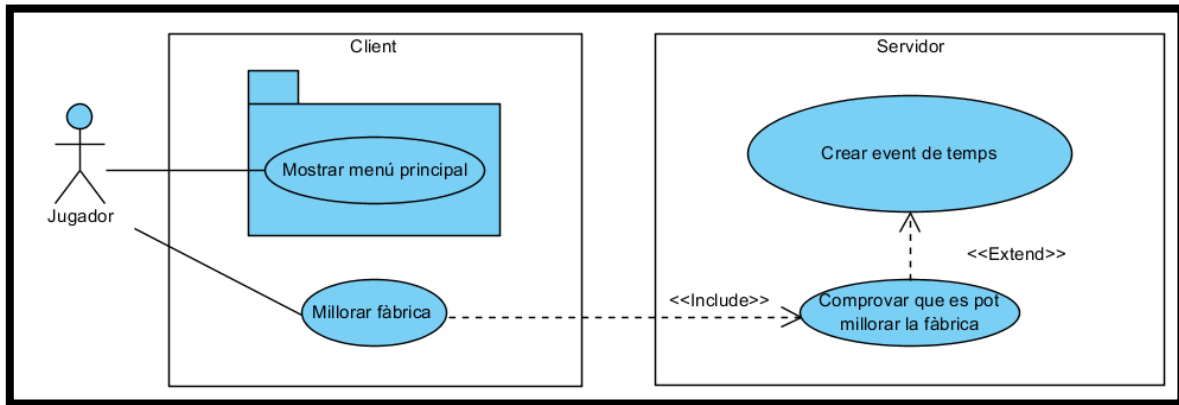 Client
Servidor
Crear event de temps
Mostrar menú principal
Jugador
<<Extend>>
<<Include>>
Comprovar que es pot
millorar la fàbrica
Millorar fàbrica